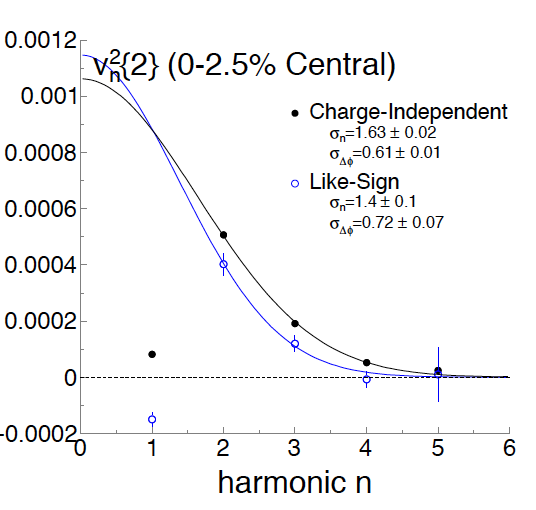 v_n^2{2} (0-2.5% Central)
Charge-Independent
σ_n=1.63 ± 0.02
σ_Δϕ=0.61 ± 0.01
Like-Sign
σ_n=1.4 ± 0.1
σ_Δϕ=0.72 ± 0.07
0.0012
0.001
0.0008
0.0006
0.0004
0.0002
0
-0.0002
0 1 2 3 4 5 6
harmonic n